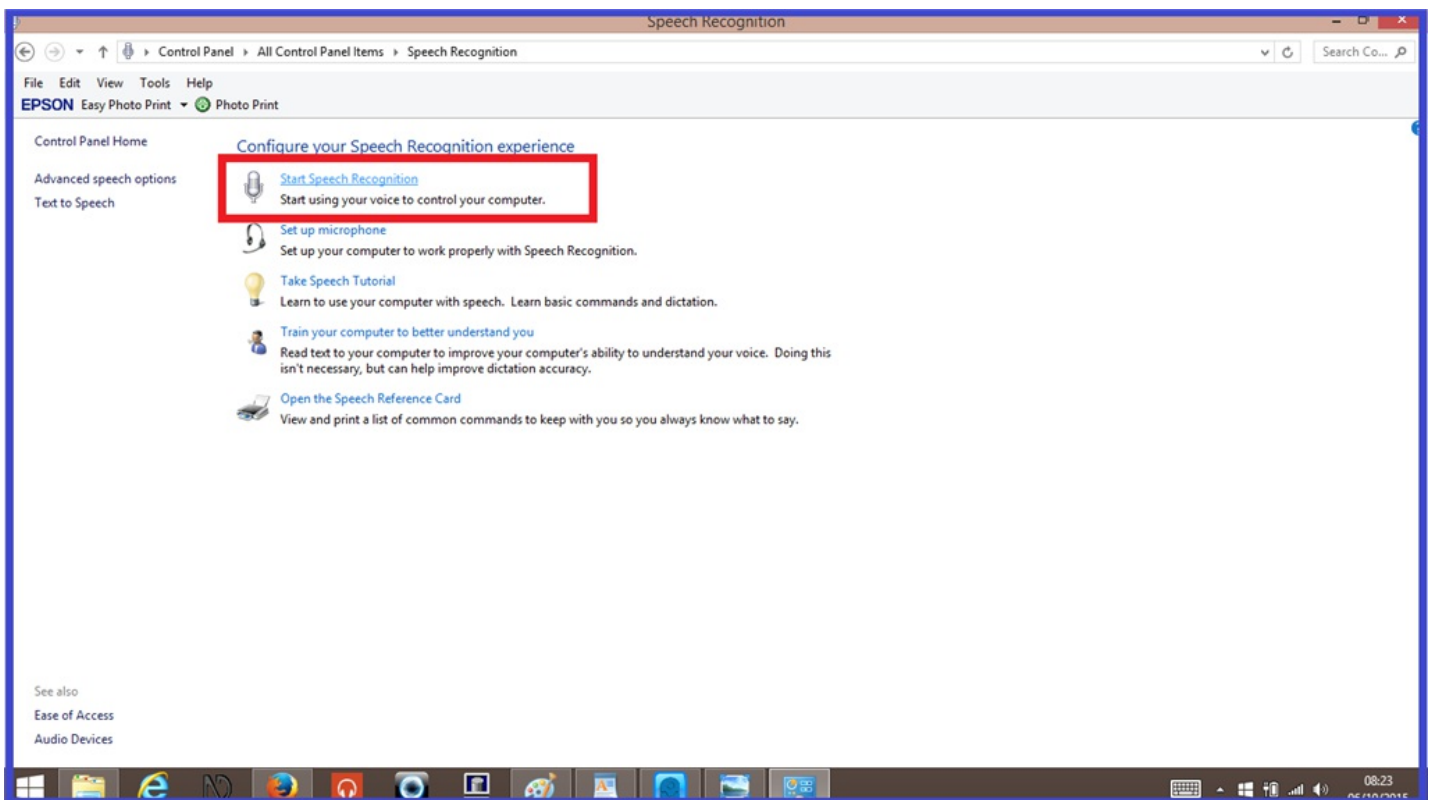 Speech Recognition
Control Panel All Control Panel Items Speech Recognition
Search Co...
File Edit View Tools Help
EPSON Easy Photo Print Photo Print
Control Panel Home
Advanced speech options
Text to Speech
Configure your Speech Recognition experience
Start Speech Recognition
Start using your voice to control your computer.
Set up microphone
Set up your computer to work properly with Speech Recognition.
Take Speech Tutorial
Learn to use your computer with speech. Learn basic commands and dictation.
Train your computer to better understand you
Read text to your computer to improve your computer's ability to understand your voice. Doing this
isn't necessary, but can help improve dictation accuracy.
Open the Speech Reference Card
View and print a list of common commands to keep with you so you always know what to say.
See also
Ease of Access
Audio Devices
08:23
06/10/2015